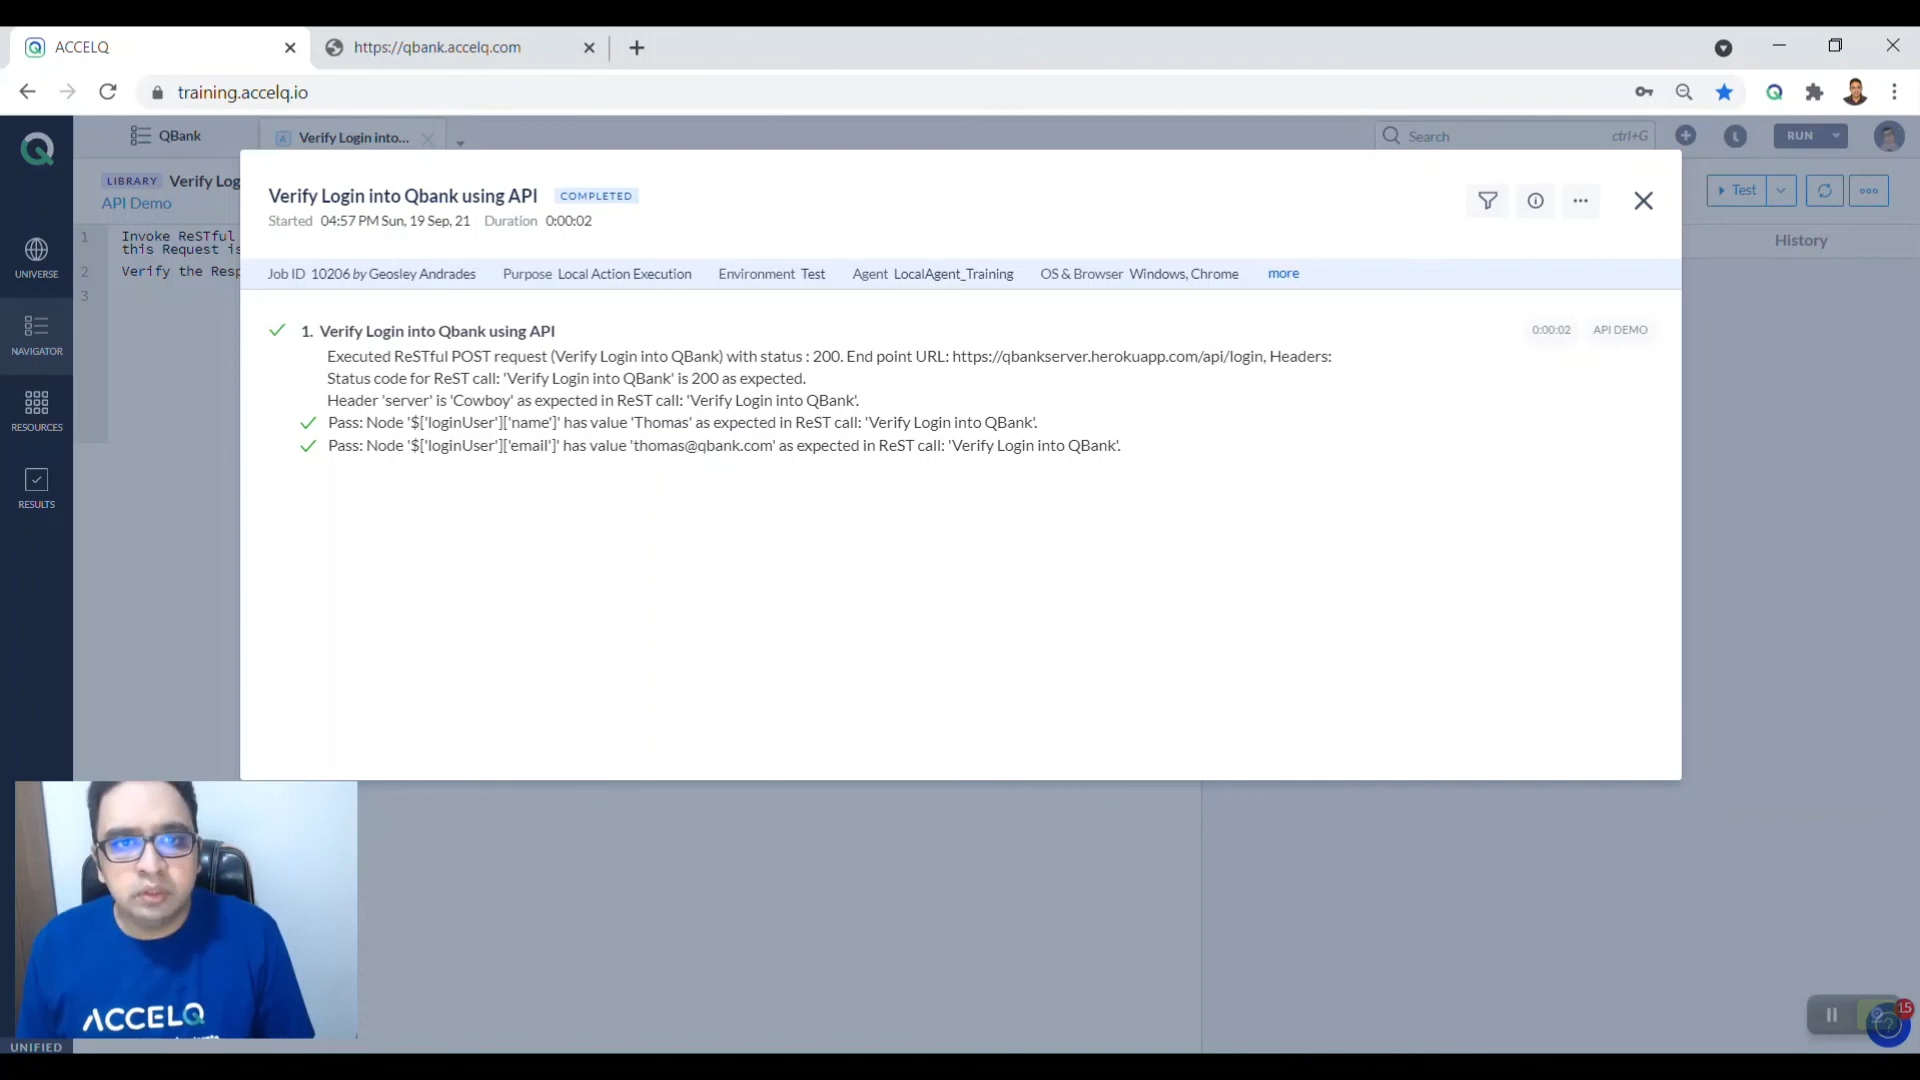 ACCELQ
https://qbank.accelq.com
training.accelq.io
QBank
Verify Login into...
Search
ctrl+G
RUN
LIBRARY
Verify Log
API Demo
Test
History
UNIVERSE
NAVIGATOR
RESOURCES
RESULTS
UNIFIED
1
Invoke ReSTful
this Request is
2
Verify the Resp
3
Verify Login into Qbank using API
COMPLETED
Started 04:57 PM Sun, 19 Sep, 21 Duration 0:00:02
Job ID 10206 by Geosley Andrades Purpose Local Action Execution Environment Test Agent LocalAgent_Training OS & Browser Windows, Chrome more
1. Verify Login into Qbank using API
0:00:02
API DEMO
Executed ReSTful POST request (Verify Login into QBank) with status : 200. End point URL: https://qbankserver.herokuapp.com/api/login, Headers:
Status code for ReST call: 'Verify Login into QBank' is 200 as expected.
Header 'server' is 'Cowboy' as expected in ReST call: 'Verify Login into QBank'.
Pass: Node '$['loginUser']['name']' has value 'Thomas' as expected in ReST call: 'Verify Login into QBank'.
Pass: Node '$['loginUser']['email']' has value 'thomas@qbank.com' as expected in ReST call: 'Verify Login into QBank'.
ACCELQ
15